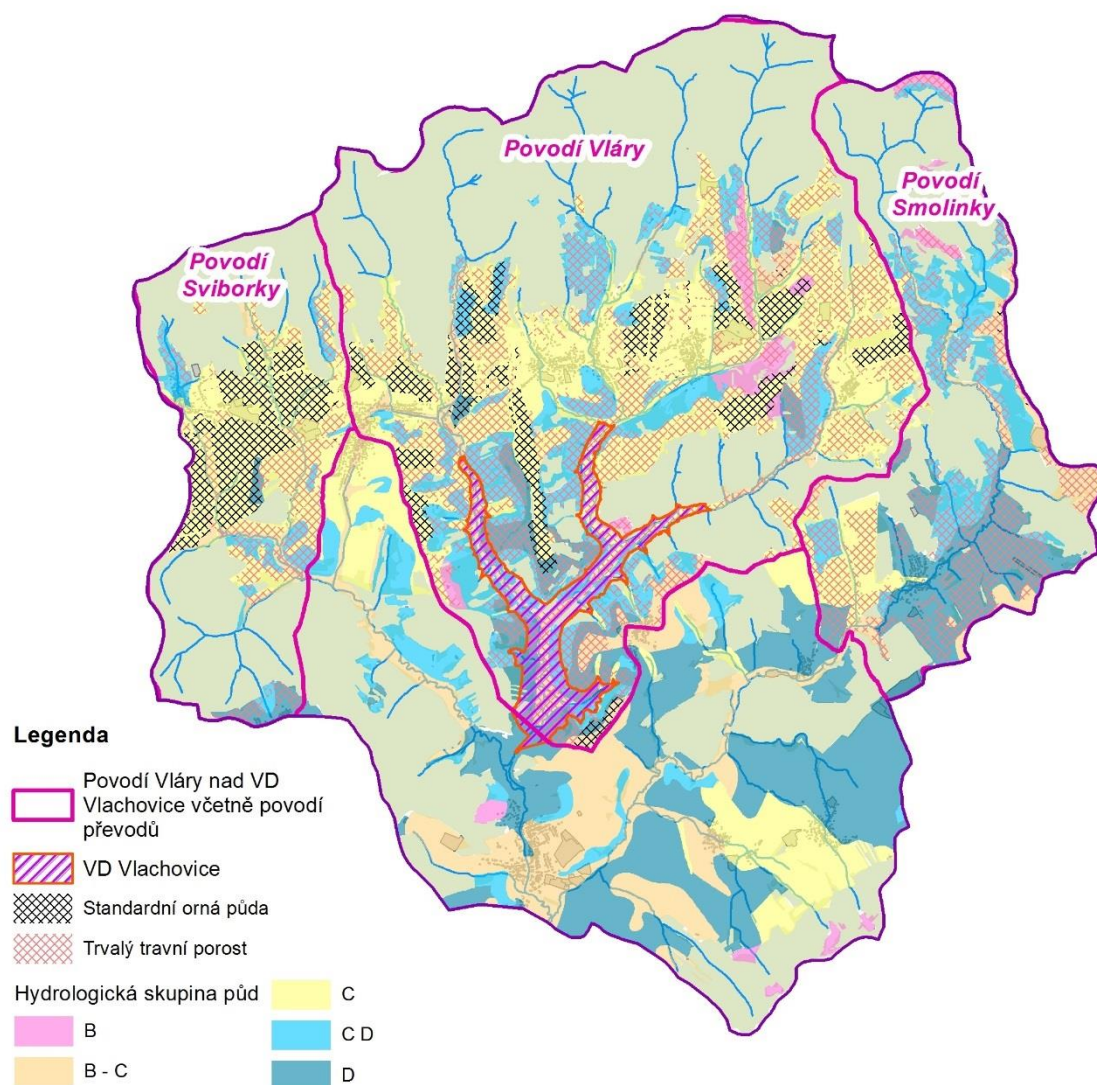 Povodí Vláry
Povodí
Smolinky
Povodí
Sviborky
Legenda
Povodí Vláry nad VD
Vlachovice včetně povodí
převodů
VD Vlachovice
Standardní orná půda
Trvalý travní porost
Hydrologická skupina půd
B
B - C
C
C D
D